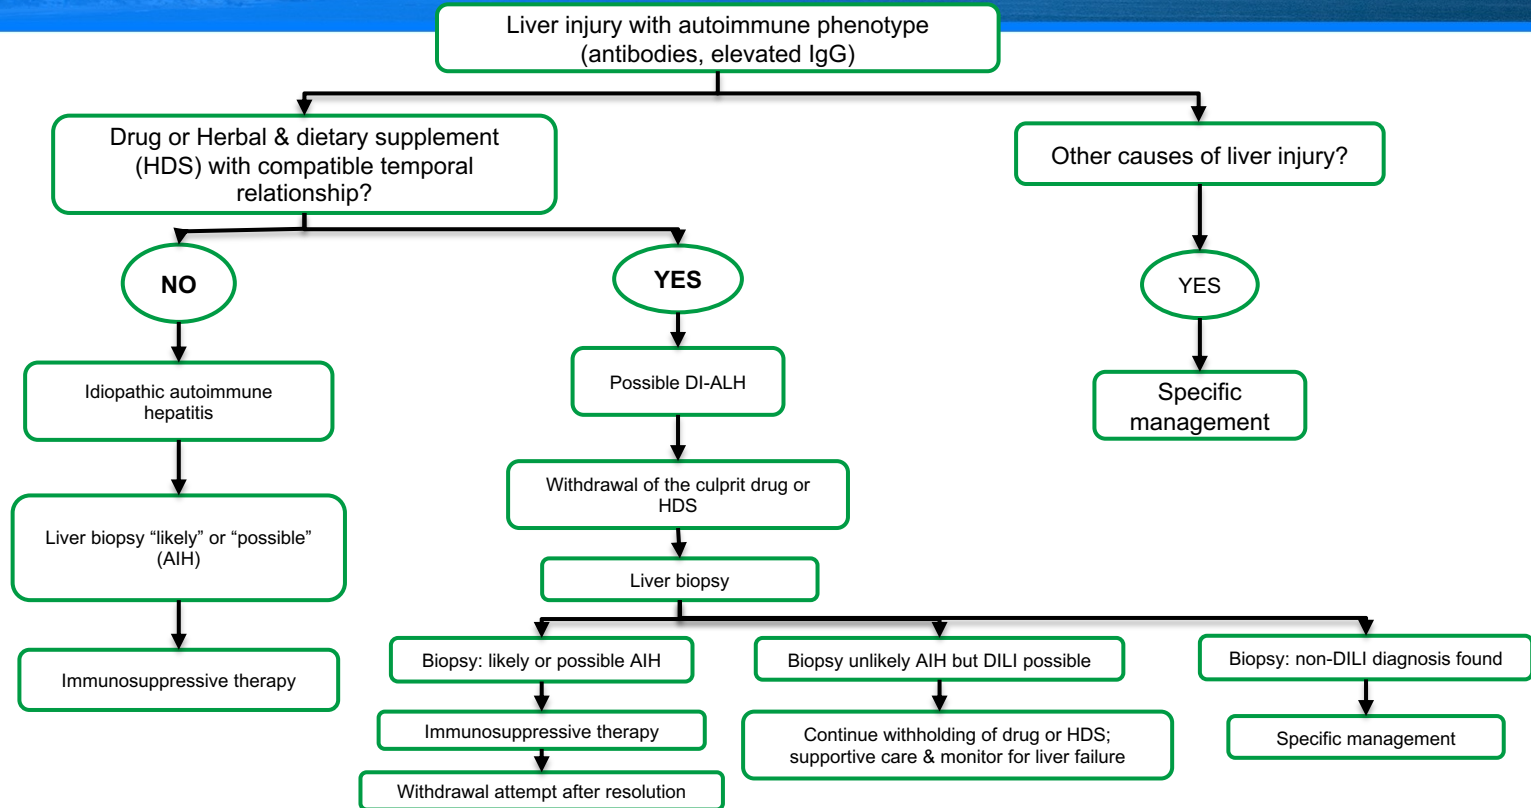 Liver injury with autoimmune phenotype
(antibodies, elevated IgG)
Drug or Herbal & dietary supplement
(HDS) with compatible temporal
relationship?
Other causes of liver injury?
NO
YES
YES
Idiopathic autoimmune
hepatitis
Possible DI-ALH
Specific
management
Withdrawal of the culprit drug or
HDS
Liver biopsy “likely” or “possible”
(AIH)
Liver biopsy
Immunosuppressive therapy
Biopsy: likely or possible AIH
Biopsy unlikely AIH but DILI possible
Biopsy: non-DILI diagnosis found
Immunosuppressive therapy
Continue withholding of drug or HDS;
supportive care & monitor for liver failure
Specific management
Withdrawal attempt after resolution